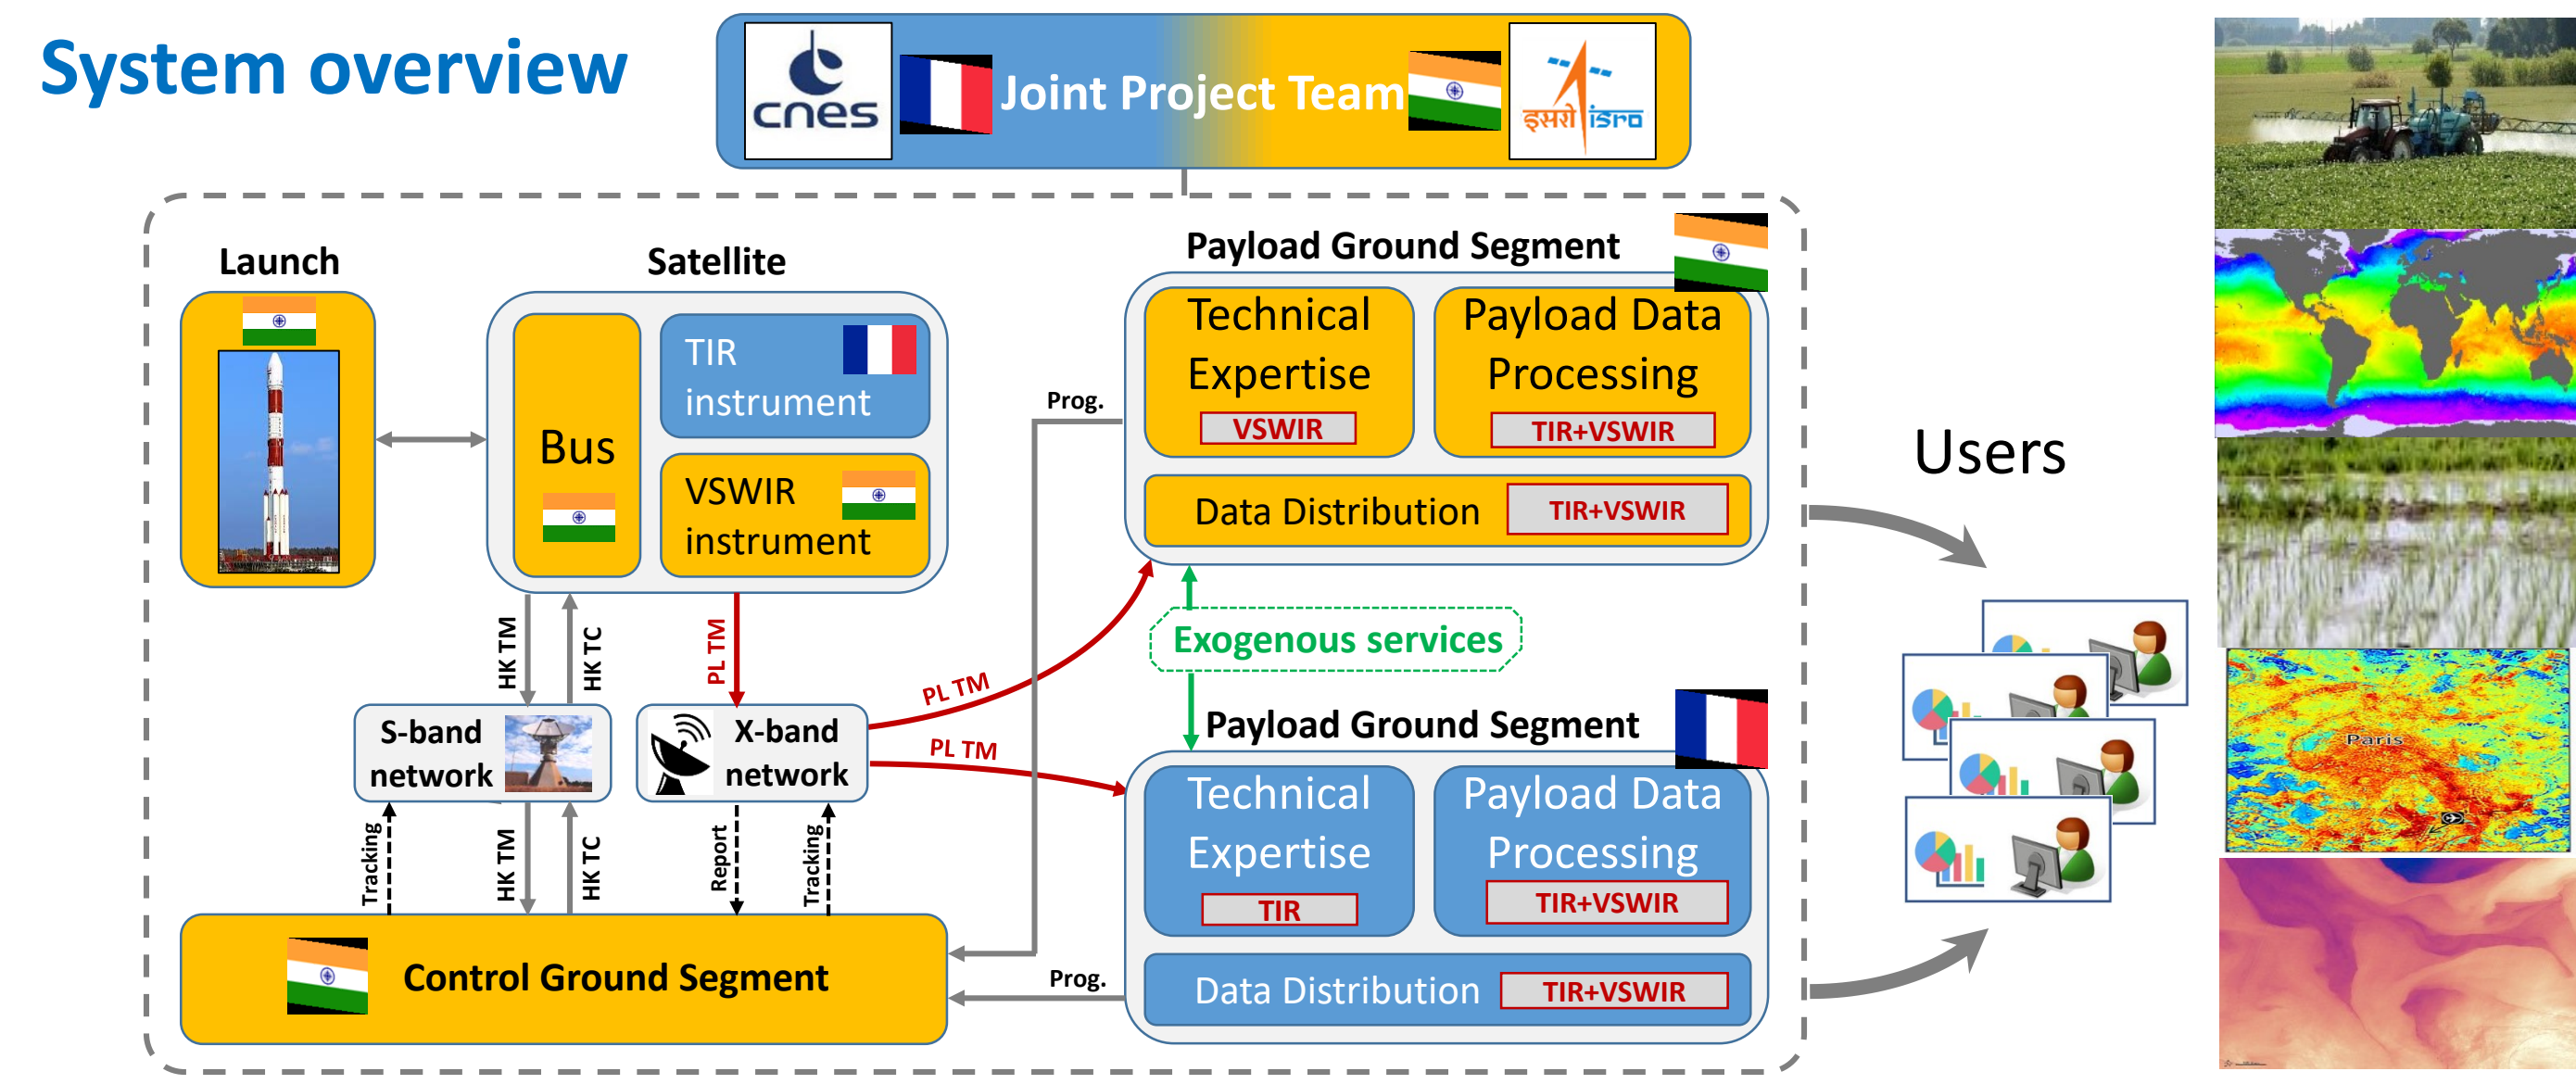 System overview
cnes
Joint Project Team
इसरो isro
Launch
Satellite
Payload Ground Segment
Bus
TIR
instrument
VSWIR
instrument
Technical
Expertise
VSWIR
Payload Data
Processing
TIR+VSWIR
Data Distribution
TIR+VSWIR
Prog.
Users
HK TM
HK TC
PL TM
PL TM
PL TM
Exogenous services
S-band
network
X-band
network
Payload Ground Segment
Technical
Expertise
TIR
Payload Data
Processing
TIR+VSWIR
Data Distribution
TIR+VSWIR
Tracking
HK TM
HK TC
Report
Tracking
Control Ground Segment
Prog.
Paris